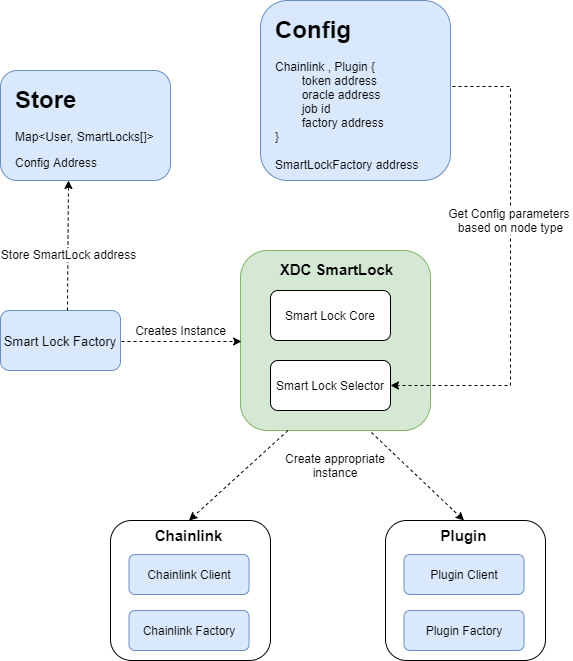 Store
Map<User, SmartLocks[]>
Config Address
Config
Chainlink , Plugin {
token address
oracle address
job id
factory address
}
SmartLockFactory address
Get Config parameters
based on node type
Store SmartLock address
Smart Lock Factory
Creates Instance
XDC SmartLock
Smart Lock Core
Smart Lock Selector
Create appropriate
instance
Chainlink
Chainlink Client
Chainlink Factory
Plugin
Plugin Client
Plugin Factory